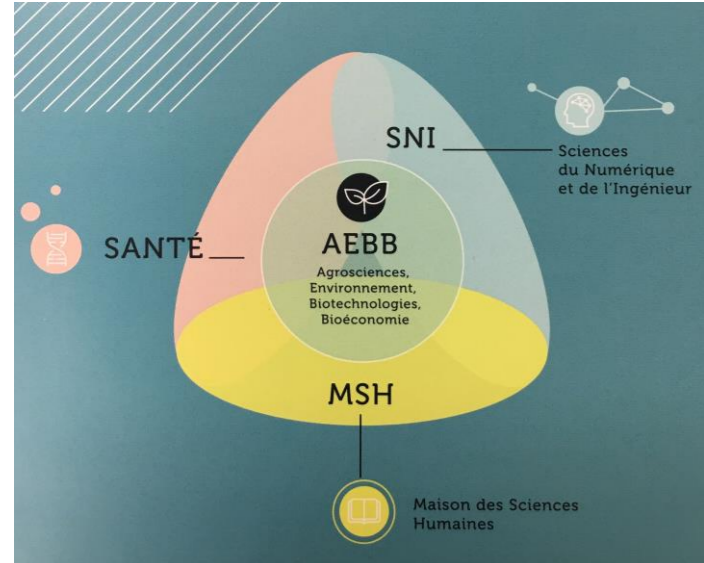 SNI
Sciences
du Numérique
et de l'Ingénieur
SANTÉ
AEBB
Agrosciences,
Environnement,
Biotechnologies,
Bioéconomie
MSH
Maison des Sciences
Humaines